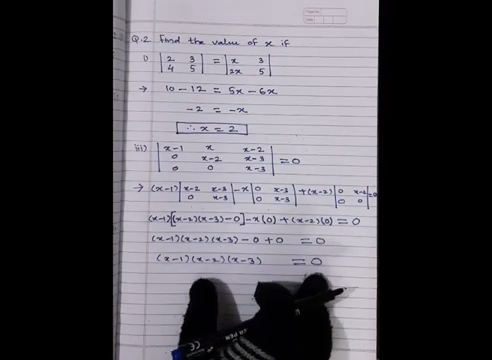 Q.2 Find the value of x if
i) | 2 3 | = | x 3 |
| 4 5 | | 2x 5 |
→ 10 - 12 = 5x - 6x
-2 = -x
∴ x = 2
iii) | x-1 x x-2 |
| 0 x-2 x-3 | = 0
| 0 0 x-3 |
→ (x-1) | x-2 x-3 | - x | 0 x-3 | + (x-2) | 0 x-2 | = 0
| 0 x-3 | | 0 x-3 | | 0 0 |
(x-1)[(x-2)(x-3)-0] - x(0) + (x-2)(0) = 0
(x-1)(x-2)(x-3) - 0 + 0 = 0
(x-1)(x-2)(x-3) = 0